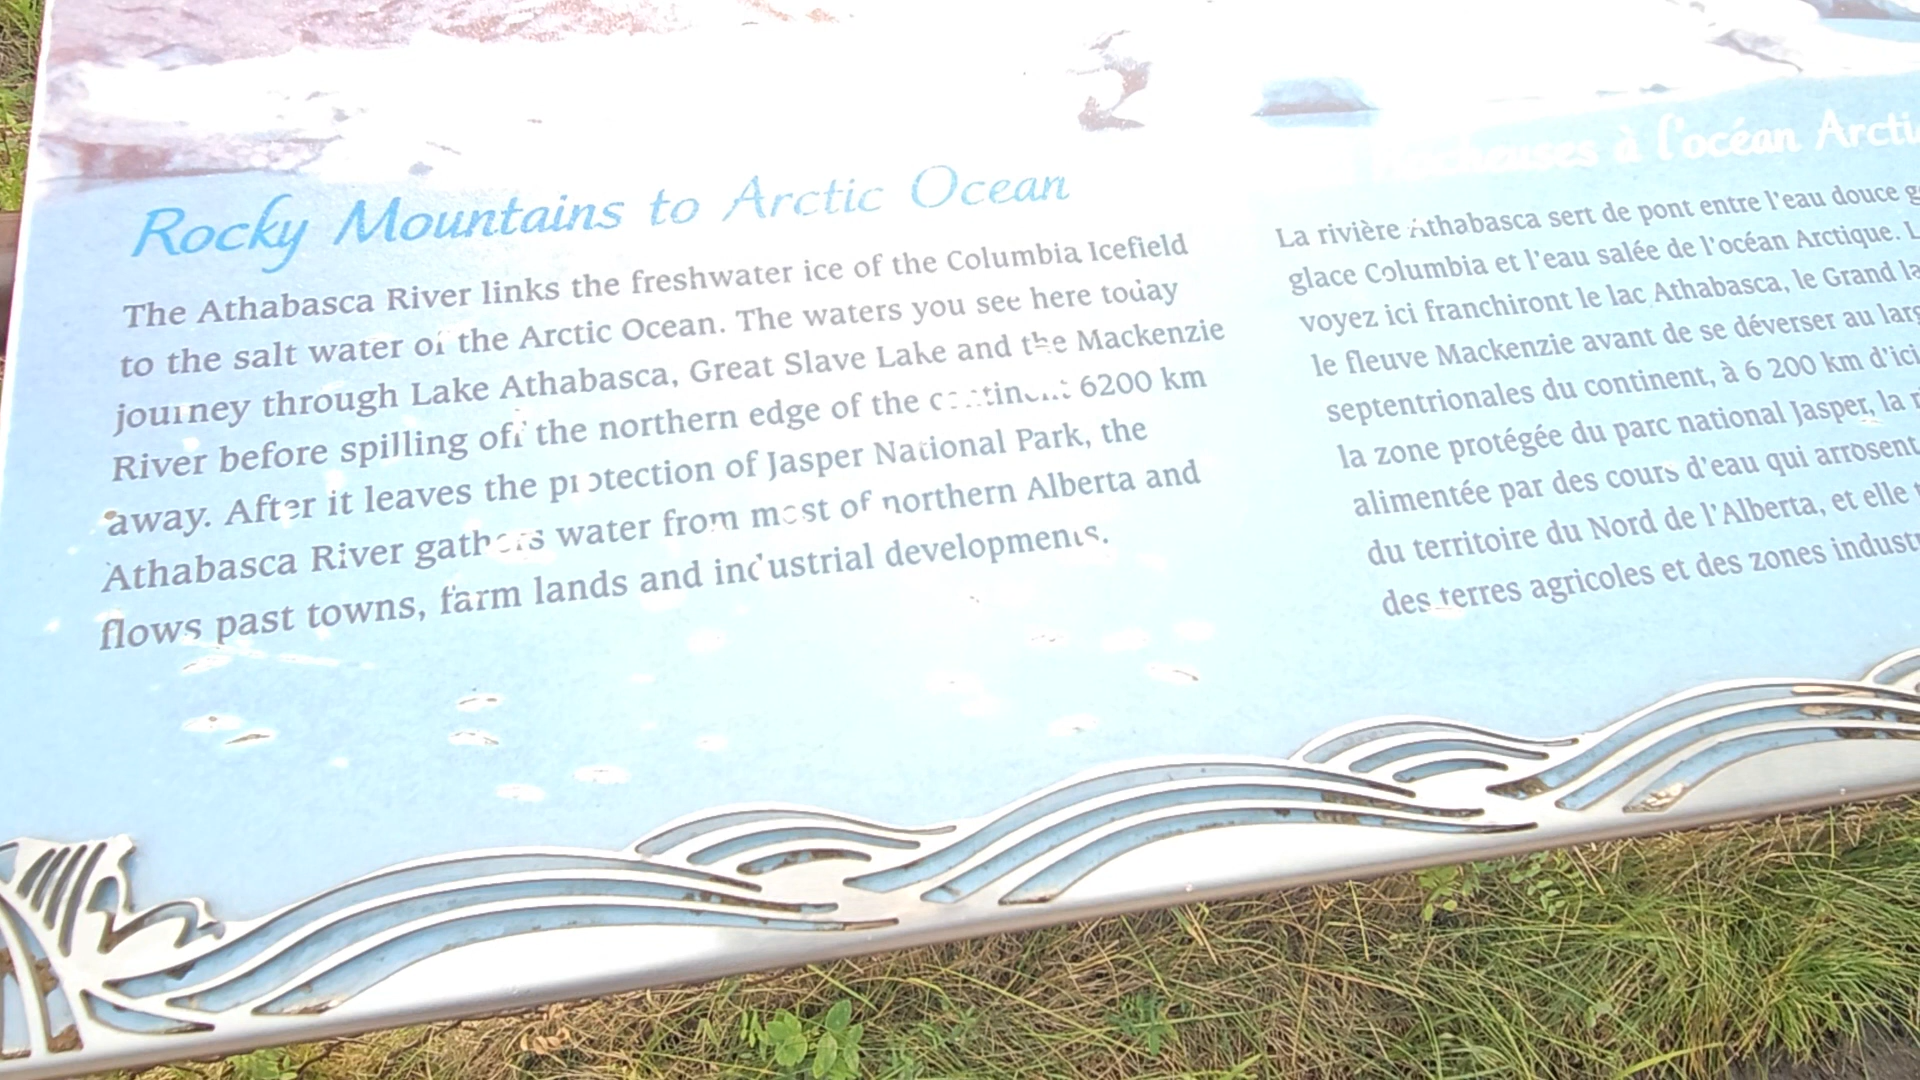 Rocky Mountains to Arctic Ocean
The Athabasca River links the freshwater ice of the Columbia Icefield
to the salt water of the Arctic Ocean. The waters you see here today
journey through Lake Athabasca, Great Slave Lake and the Mackenzie
River before spilling off the northern edge of the continent 6200 km
away. After it leaves the protection of Jasper National Park, the
Athabasca River gathers water from most of northern Alberta and
flows past towns, farm lands and industrial developments.
Rocheuses à l'océan
La rivière Athabasca sert de pont entre l'eau douce
glace Columbia et l'eau salée de l'océan Arctique.
voyez ici franchiront le lac Athabasca, le Grand
le fleuve Mackenzie avant de se déverser au
septentrionales du continent, à 6 200 km d'ici
la zone protégée du parc national Jasper, la
alimentée par des cours d'eau qui arrosent
du territoire du Nord de l'Alberta, et elle
des terres agricoles et des zones